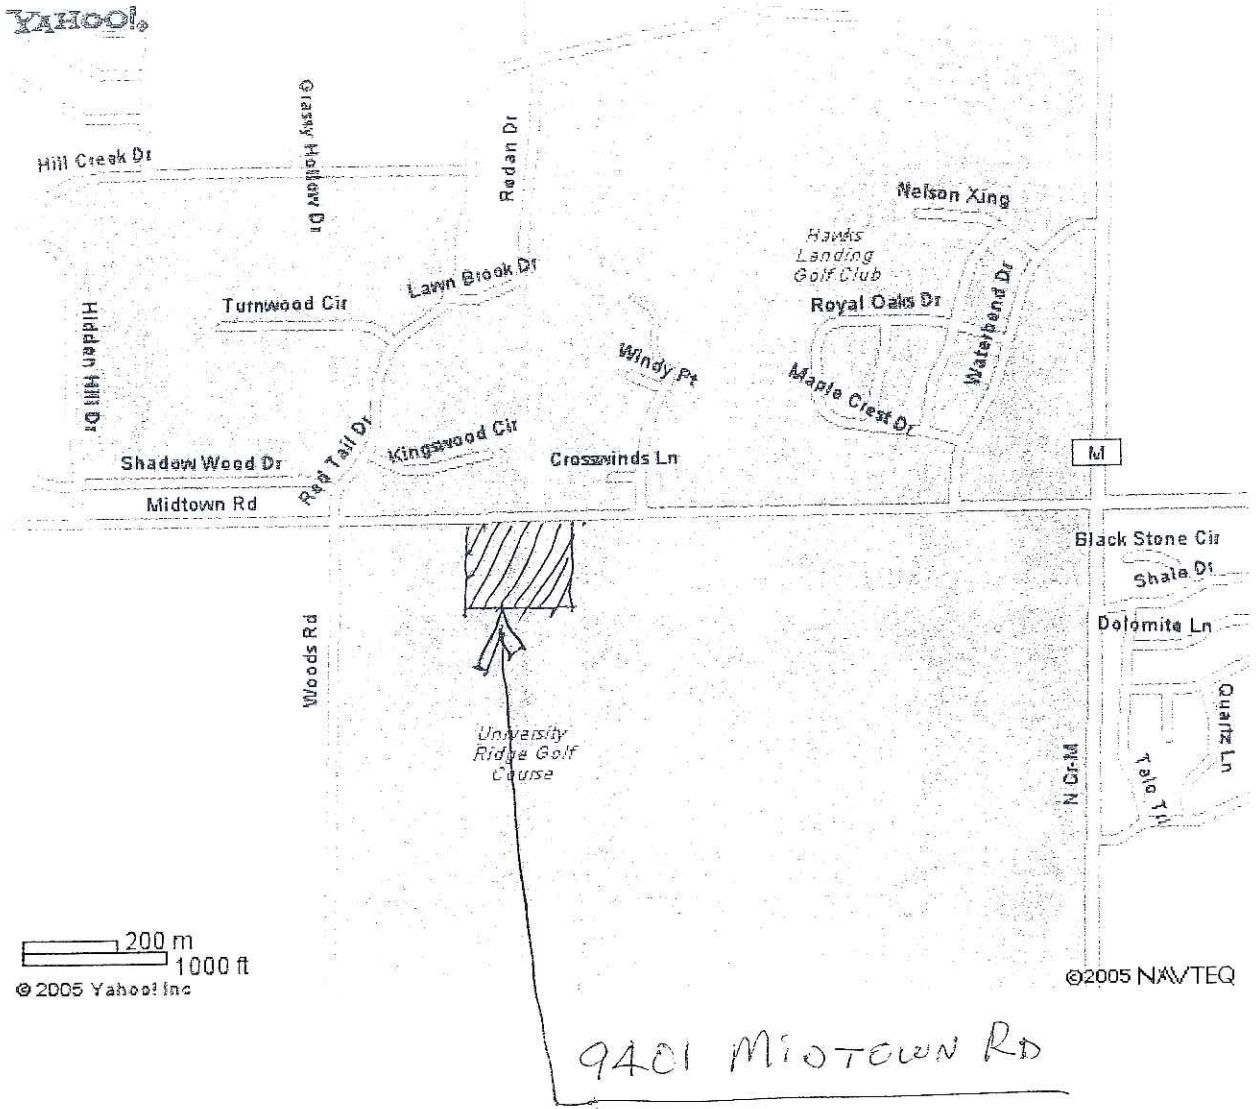 YAHOO!®
Grassy Hollow Dr
Rodan Dr
Hill Creek Dr
Nelson Xing
Hawks
Landing
Golf Club
Lawn Brook Dr
Turnwood Cir
Royal Oaks Dr
Waterbend Dr
Hidden Hill Dr
Windy Pt
Maple Crest Dr
Red Tail Dr
Kingswood Cir
Shadow Wood Dr
Crosswinds Ln
M
Midtown Rd
Black Stone Cir
Shale Dr
Dolomite Ln
Woods Rd
Quartz Ln
University
Ridge Golf
Course
N Cr-M
Talc Trl
200 m
1000 ft
© 2005 Yahoo! Inc
©2005 NAVTEQ
9401 MIDTOWN RD